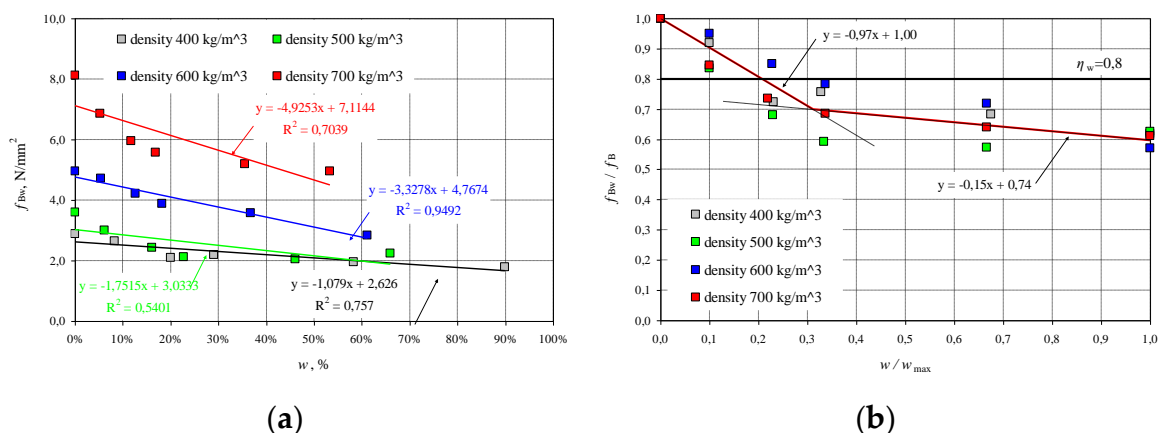 10,0
8,0
6,0
4,0
2,0
0,0
f_Bw, N/mm²
density 400 kg/m^3 density 500 kg/m^3
density 600 kg/m^3 density 700 kg/m^3
y = -4,9253x + 7,1144
R² = 0,7039
y = -3,3278x + 4,7674
R² = 0,9492
y = -1,7515x + 3,0333
R² = 0,5401
y = -1,079x + 2,626
R² = 0,757
0% 10% 20% 30% 40% 50% 60% 70% 80% 90% 100%
w, %
(a)
1,0
0,9
0,8
0,7
0,6
0,5
0,4
0,3
0,2
0,1
0,0
f_Bw / f_B
y = -0,97x + 1,00
η_w=0,8
y = -0,15x + 0,74
density 400 kg/m^3
density 500 kg/m^3
density 600 kg/m^3
density 700 kg/m^3
0,0 0,1 0,2 0,3 0,4 0,5 0,6 0,7 0,8 0,9 1,0
w / w_max
(b)